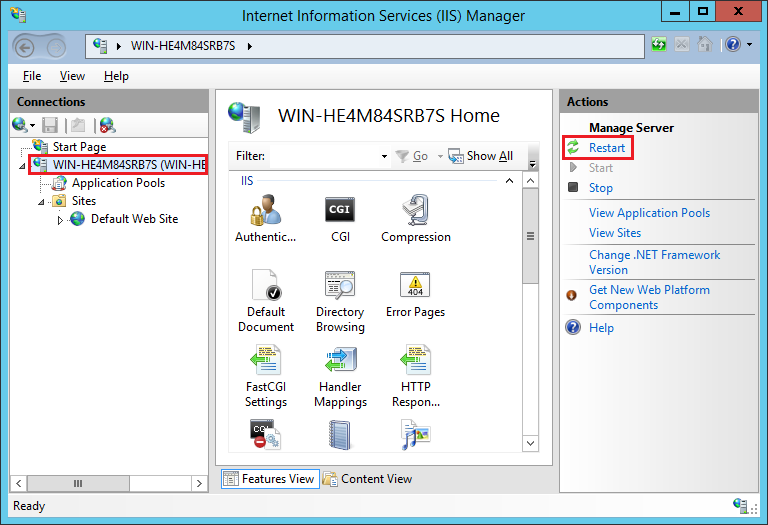 Internet Information Services (IIS) Manager
WIN-HE4M84SRB7S
File View Help
Connections
Start Page
WIN-HE4M84SRB7S (WIN-HE
Application Pools
Sites
Default Web Site
WIN-HE4M84SRB7S Home
Filter: Go Show All
IIS
Authentic... CGI Compression
CGI
404
Default
Document
Directory
Browsing
Error Pages
FastCGI
Settings
Handler
Mappings
HTTP
Respon...
CGI
Features View Content View
Actions
Manage Server
Restart
Start
Stop
View Application Pools
View Sites
Change .NET Framework
Version
Get New Web Platform
Components
Help
Ready